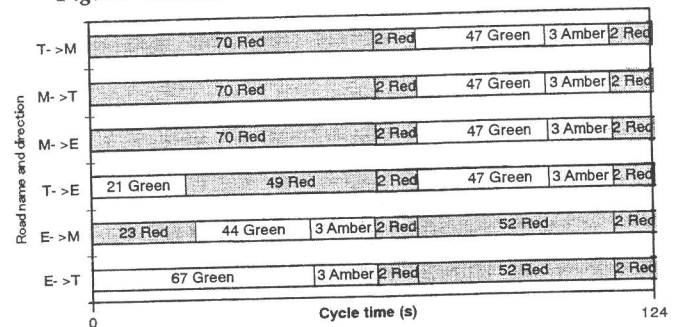 T- >M 70 Red 2 Red 47 Green 3 Amber 2 Red
M- >T 70 Red 2 Red 47 Green 3 Amber 2 Red
M- >E 70 Red 2 Red 47 Green 3 Amber 2 Red
T- >E 21 Green 49 Red 2 Red 47 Green 3 Amber 2 Red
E- >M 23 Red 44 Green 3 Amber 2 Red 52 Red 2 Red
E- >T 67 Green 3 Amber 2 Red 52 Red 2 Red
Road name and direction
0 Cycle time (s) 124